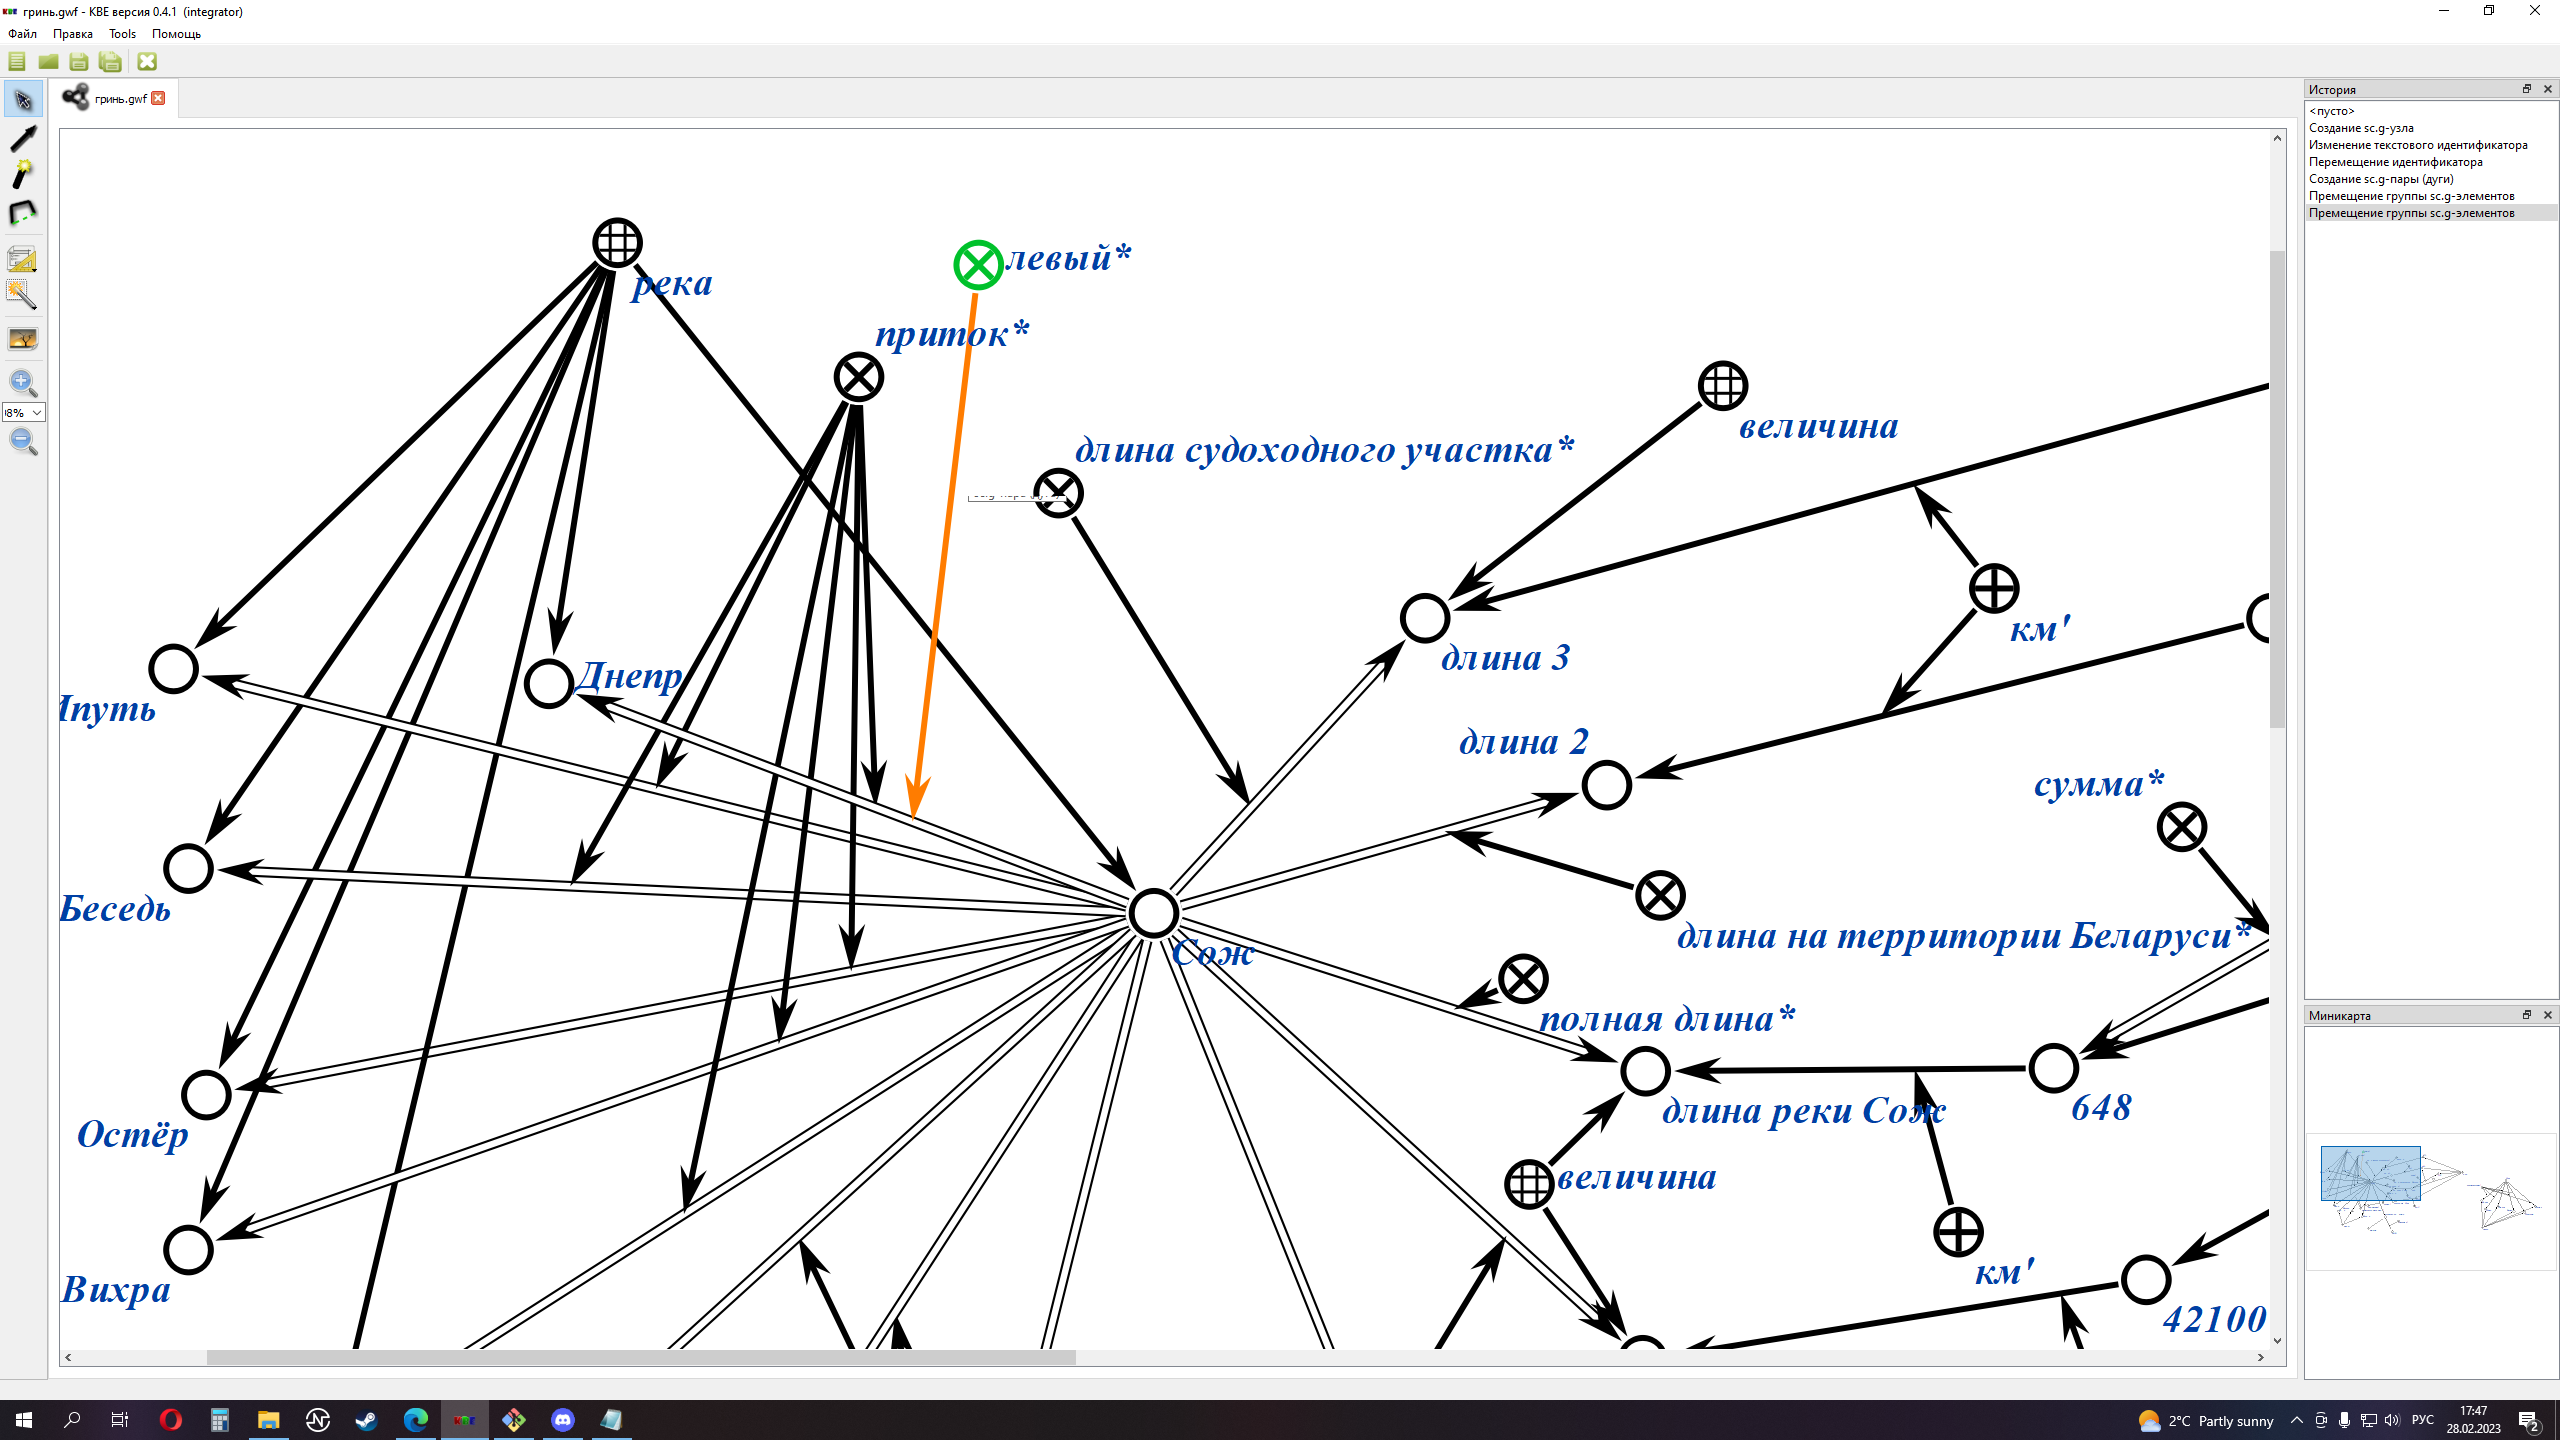 гринь.gwf - KBE версия 0.4.1 (integrator)
Файл Правка Tools Помощь
гринь.gwf
98%
История
<пусто>
Создание sc.g-узла
Изменение текстового идентификатора
Перемещение идентификатора
Создание sc.g-пары (дуги)
Премещение группы sc.g-элементов
Премещение группы sc.g-элементов
левый*
река
приток*
величина
длина судоходного участка*
км'
длина 3
Днепр
Ипуть
длина 2
сумма*
Беседь
длина на территории Беларуси*
Сож
полная длина*
Миникарта
длина реки Сож
648
Остёр
величина
км'
Вихра
42100
KBE
2°C Partly sunny
РУС
17:47
28.02.2023
2